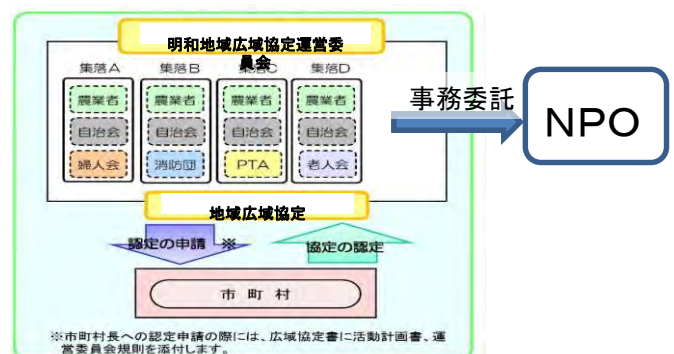 明和地域広域協定運営委
員会
集落A 集落B 集落C 集落D
農業者 農業者 農業者 農業者
自治会 自治会 自治会 自治会
婦人会 消防団 PTA 老人会
事務委託
NPO
地域広域協定
認定の申請 ※
協定の認定
市町村
※市町村長への認定申請の際には、広域協定書に活動計画書、運
営委員会規則を添付します。